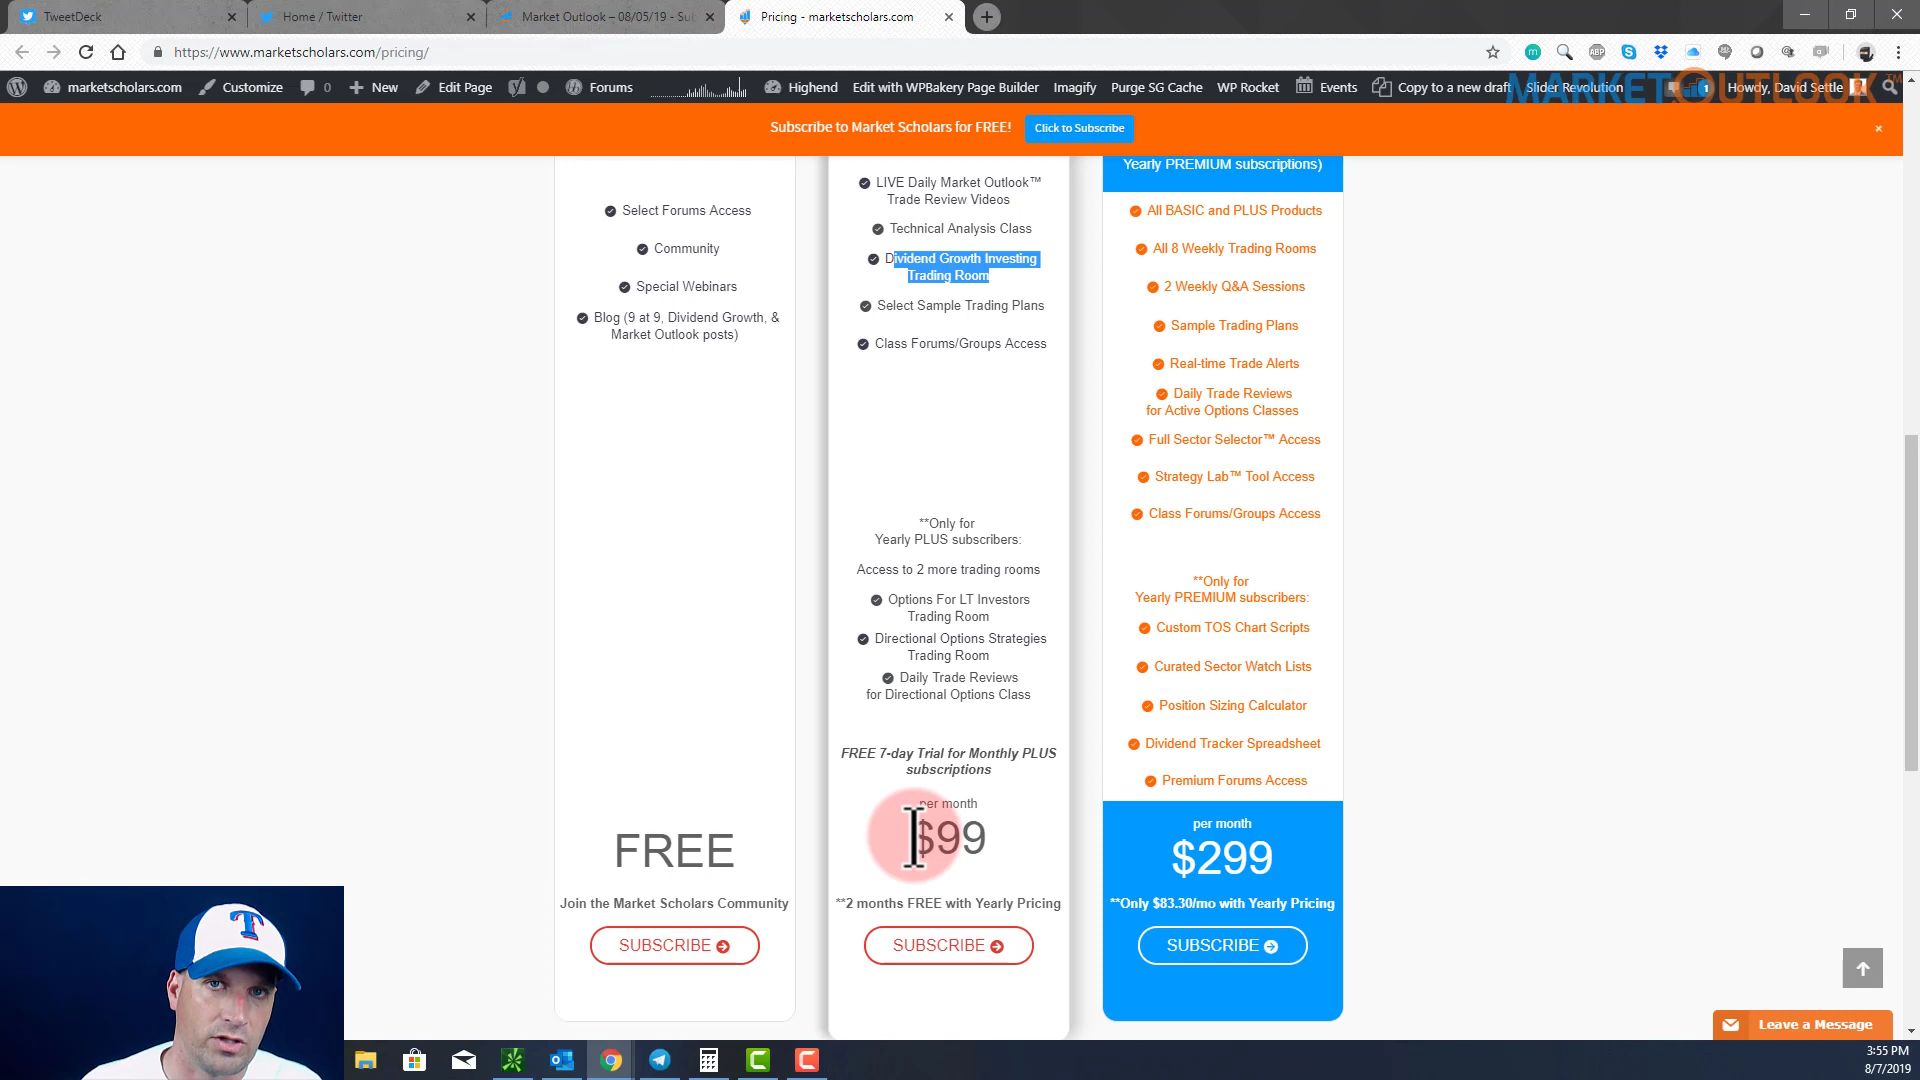 TweetDeck
Home / Twitter
Market Outlook – 08/05/19 - Sub
Pricing - marketscholars.com
https://www.marketscholars.com/pricing/
ABP
marketscholars.com
Customize
0
New
Edit Page
Forums
Highend
Edit with WPBakery Page Builder
Imagify
Purge SG Cache
WP Rocket
Events
Copy to a new draft
Slider Revolution
1
Howdy, David Settle
MARKET OUTLOOK™
Subscribe to Market Scholars for FREE!
Click to Subscribe
×
Select Forums Access
Community
Special Webinars
Blog (9 at 9, Dividend Growth, &
Market Outlook posts)
FREE
Join the Market Scholars Community
SUBSCRIBE
LIVE Daily Market Outlook™
Trade Review Videos
Technical Analysis Class
Dividend Growth Investing
Trading Room
Select Sample Trading Plans
Class Forums/Groups Access
**Only for
Yearly PLUS subscribers:
Access to 2 more trading rooms
Options For LT Investors
Trading Room
Directional Options Strategies
Trading Room
Daily Trade Reviews
for Directional Options Class
FREE 7-day Trial for Monthly PLUS
subscriptions
per month
$99
**2 months FREE with Yearly Pricing
SUBSCRIBE
Yearly PREMIUM subscriptions)
All BASIC and PLUS Products
All 8 Weekly Trading Rooms
2 Weekly Q&A Sessions
Sample Trading Plans
Real-time Trade Alerts
Daily Trade Reviews
for Active Options Classes
Full Sector Selector™ Access
Strategy Lab™ Tool Access
Class Forums/Groups Access
**Only for
Yearly PREMIUM subscribers:
Custom TOS Chart Scripts
Curated Sector Watch Lists
Position Sizing Calculator
Dividend Tracker Spreadsheet
Premium Forums Access
per month
$299
**Only $83.30/mo with Yearly Pricing
SUBSCRIBE
Leave a Message
T
3:55 PM
8/7/2019